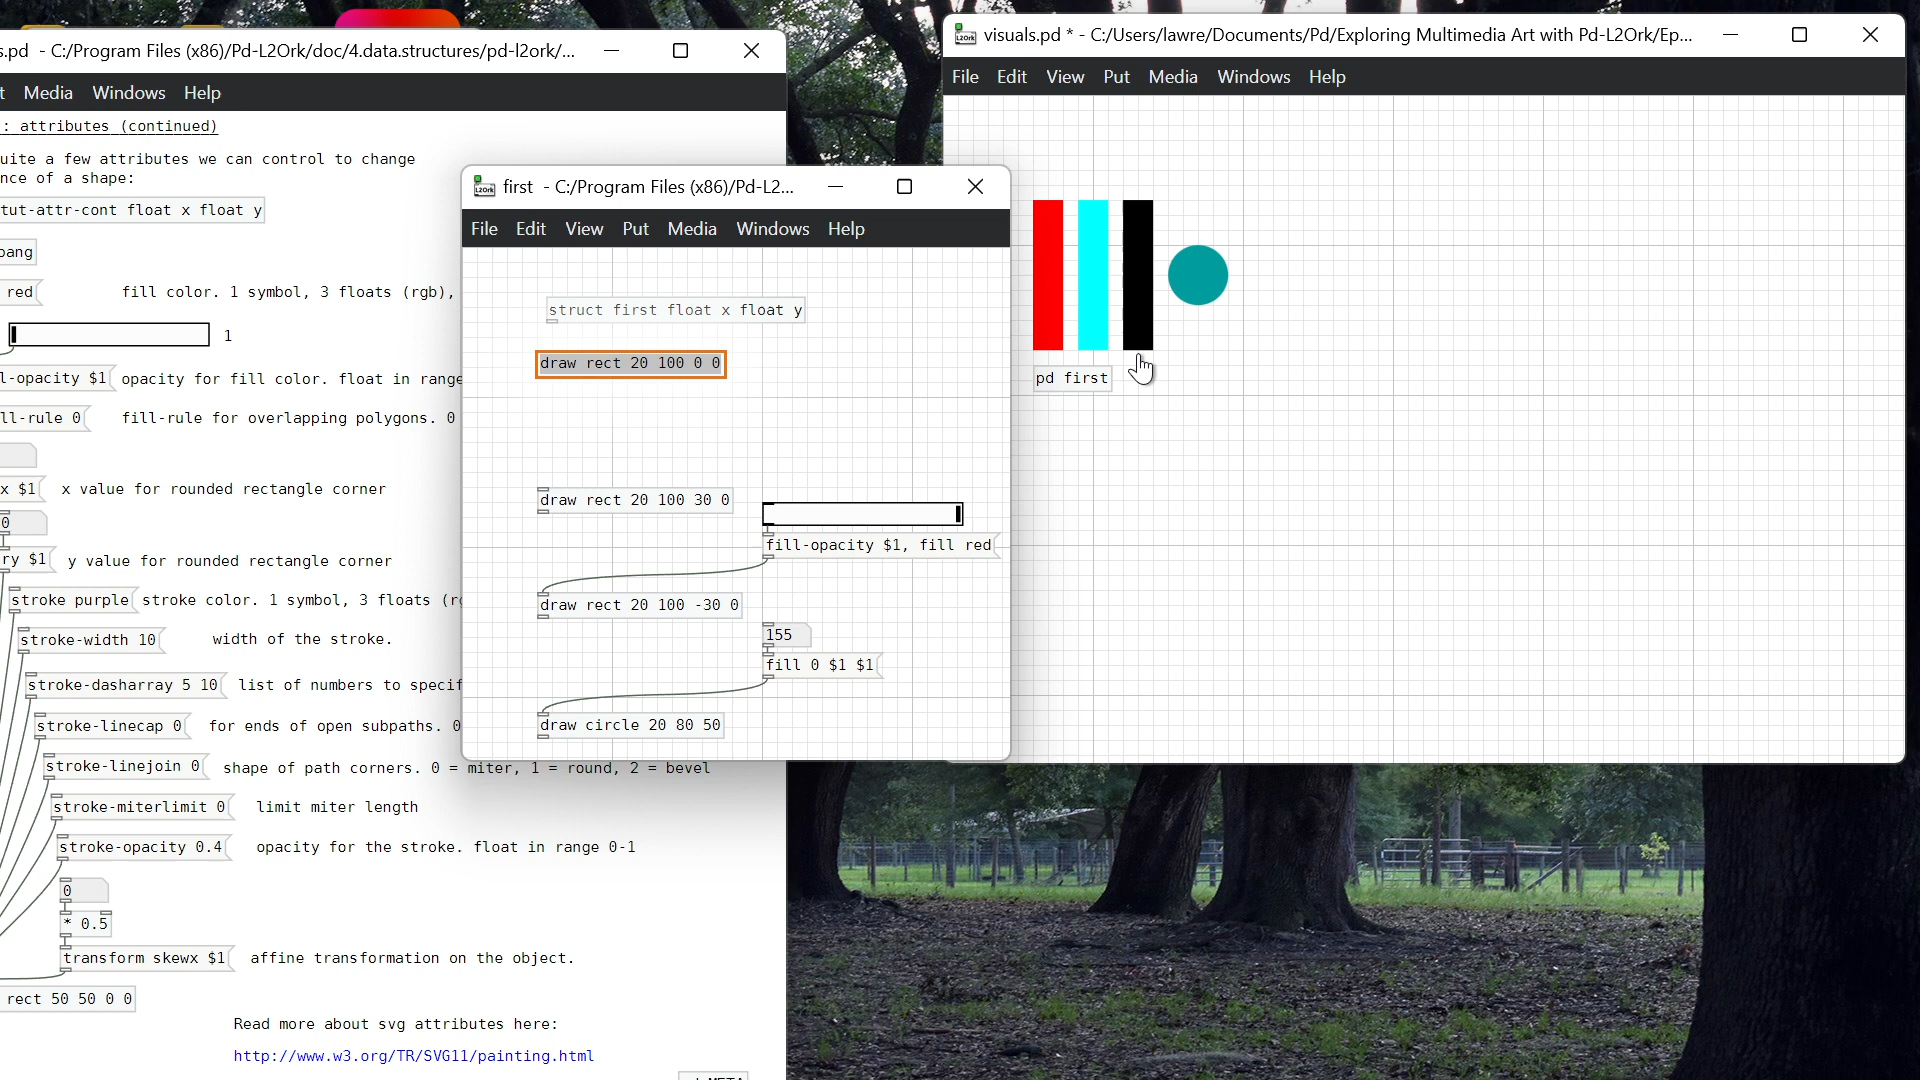 s.pd - C:/Program Files (x86)/Pd-L2Ork/doc/4.data.structures/pd-l2ork/...
t Media Windows Help
: attributes (continued)
uite a few attributes we can control to change
nce of a shape:
tut-attr-cont float x float y
bang
red
fill color. 1 symbol, 3 floats (rgb),
1
l-opacity $1
opacity for fill color. float in range
ll-rule 0
fill-rule for overlapping polygons. 0
x $1
x value for rounded rectangle corner
0
ry $1
y value for rounded rectangle corner
stroke purple
stroke color. 1 symbol, 3 floats (r
stroke-width 10
width of the stroke.
stroke-dasharray 5 10
list of numbers to specif
stroke-linecap 0
for ends of open subpaths. 0
stroke-linejoin 0
shape of path corners. 0 = miter, 1 = round, 2 = bevel
stroke-miterlimit 0
limit miter length
stroke-opacity 0.4
opacity for the stroke. float in range 0-1
0
* 0.5
transform skewx $1
affine transformation on the object.
rect 50 50 0 0
Read more about svg attributes here:
http://www.w3.org/TR/SVG11/painting.html
first - C:/Program Files (x86)/Pd-L2...
File Edit View Put Media Windows Help
struct first float x float y
draw rect 20 100 0 0
draw rect 20 100 30 0
fill-opacity $1, fill red
draw rect 20 100 -30 0
155
fill 0 $1 $1
draw circle 20 80 50
visuals.pd * - C:/Users/lawre/Documents/Pd/Exploring Multimedia Art with Pd-L2Ork/Ep...
File Edit View Put Media Windows Help
pd first